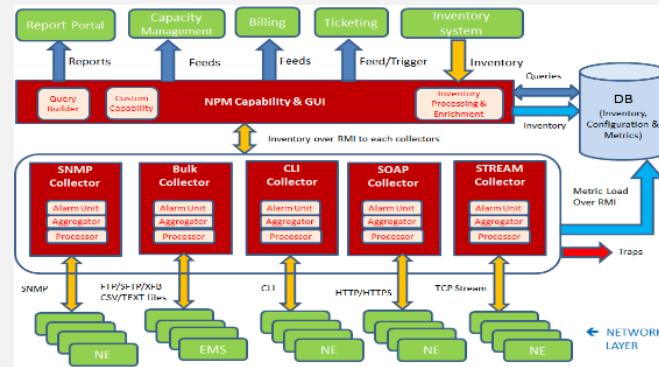 Report Portal
Capacity
Management
Billing
Ticketing
Inventory
system
Reports
Feeds
Feeds
Feed/Trigger
Inventory
Query
Builder
Custom
Capability
NPM Capability & GUI
Inventory
Processing &
Enrichment
Queries
Inventory
DB
(Inventory,
Configuration &
Metrics)
Inventory over RMI to each collectors
SNMP
Collector
Alarm Unit
Aggregator
Processor
Bulk
Collector
Alarm Unit
Aggregator
Processor
CLI
Collector
Alarm Unit
Aggregator
Processor
SOAP
Collector
Alarm Unit
Aggregator
Processor
STREAM
Collector
Alarm Unit
Aggregator
Processor
Metric Load
Over RMI
Traps
SNMP
FTP/SFTP/XFB
CSV/TEXT files
CLI
HTTP/HTTPS
TCP Stream
NE
EMS
NE
NE
NE
← NETWORK
LAYER